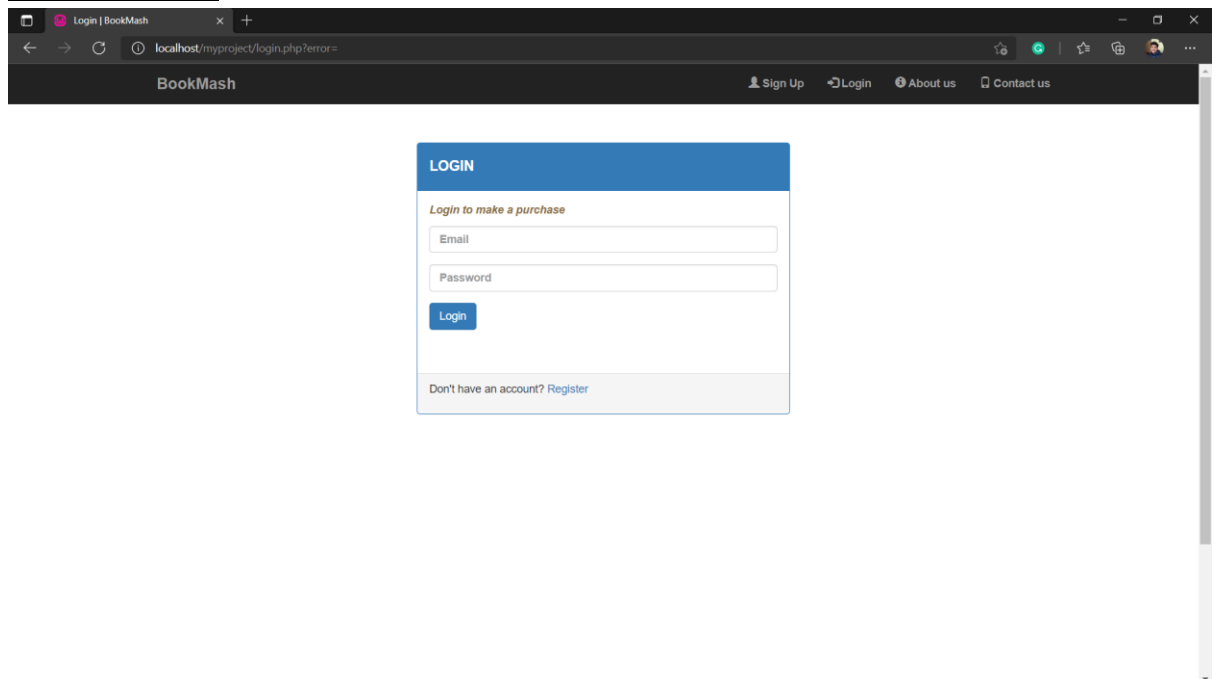 Login | BookMash
localhost/myproject/login.php?error=
BookMash Sign Up Login About us Contact us
LOGIN
Login to make a purchase
Email
Password
Login
Don't have an account? Register